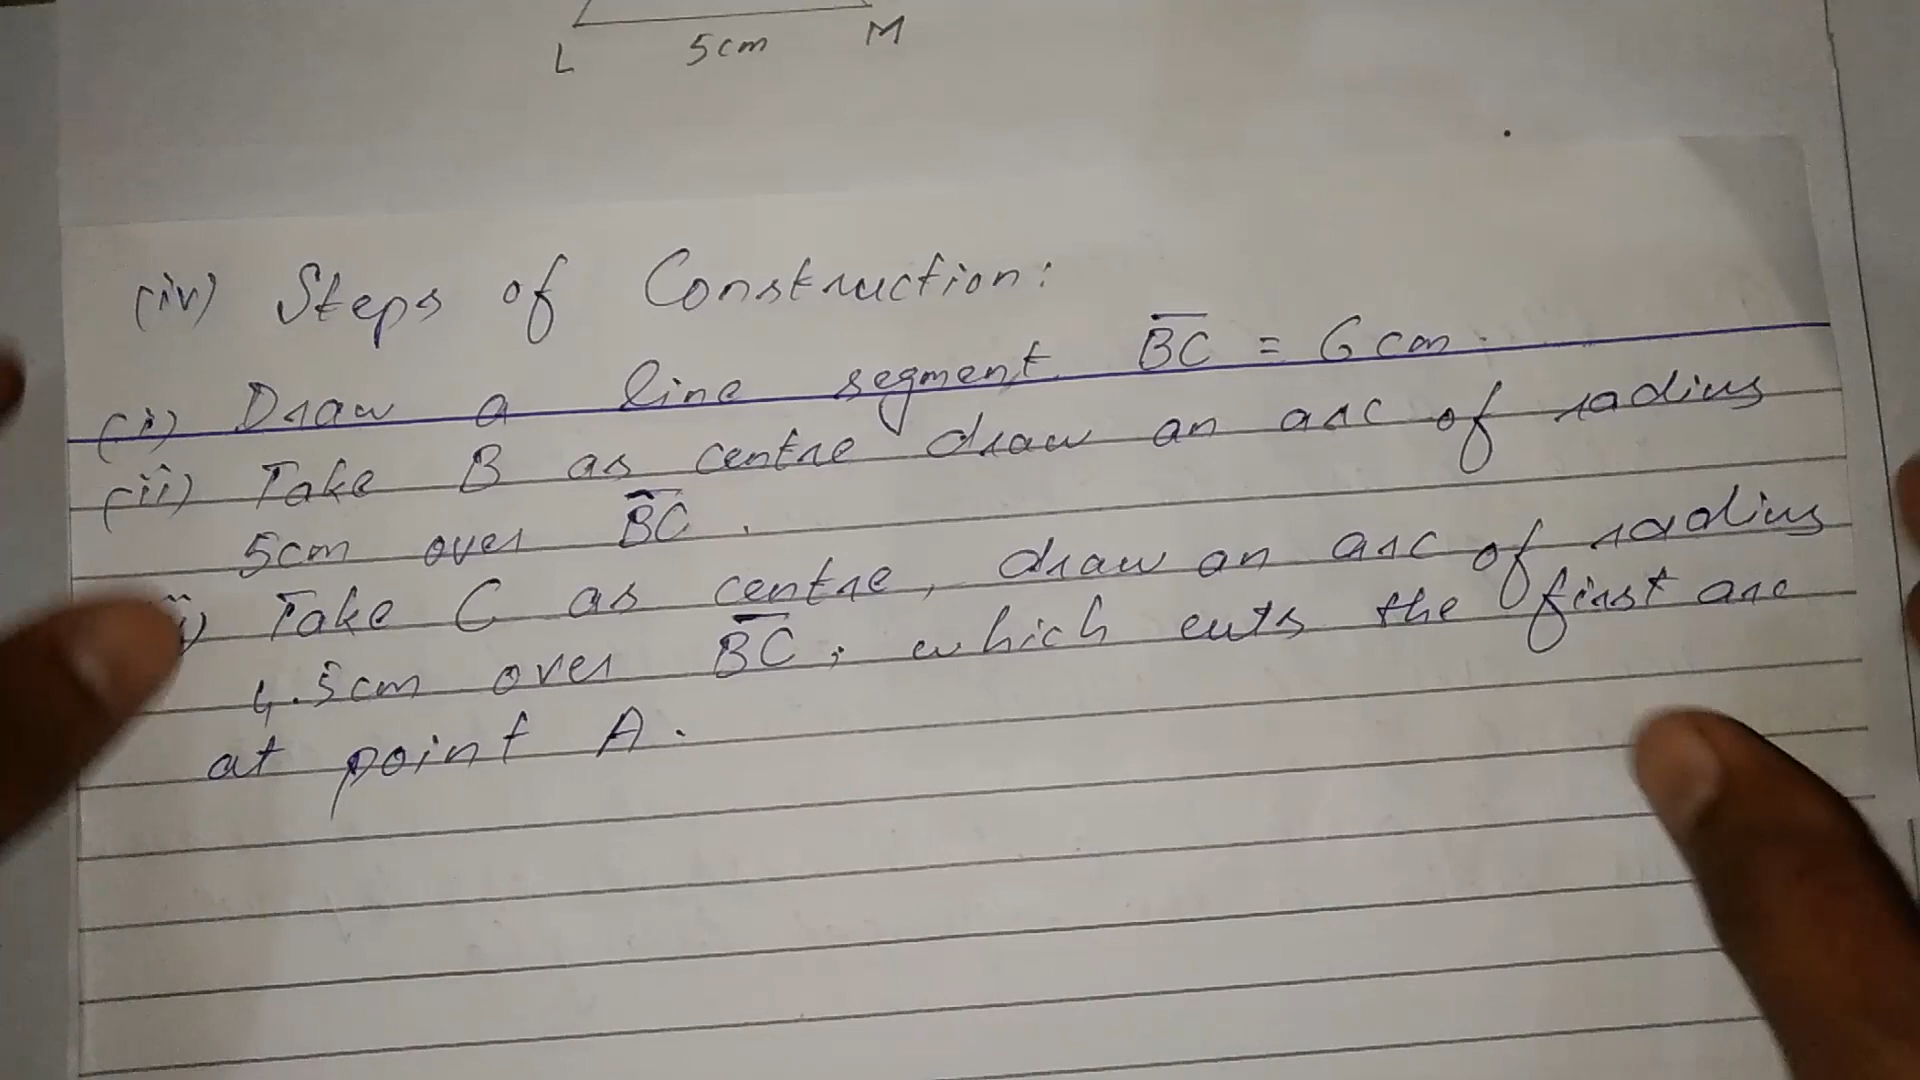 L 5cm M
(iv) Steps of Construction:
(i) Draw a line segment BC = 6cm.
(ii) Take B as centre draw an arc of radius
5cm over BC.
Take C as centre, draw an arc of radius
4.5cm over BC, which cuts the first arc
at point A.